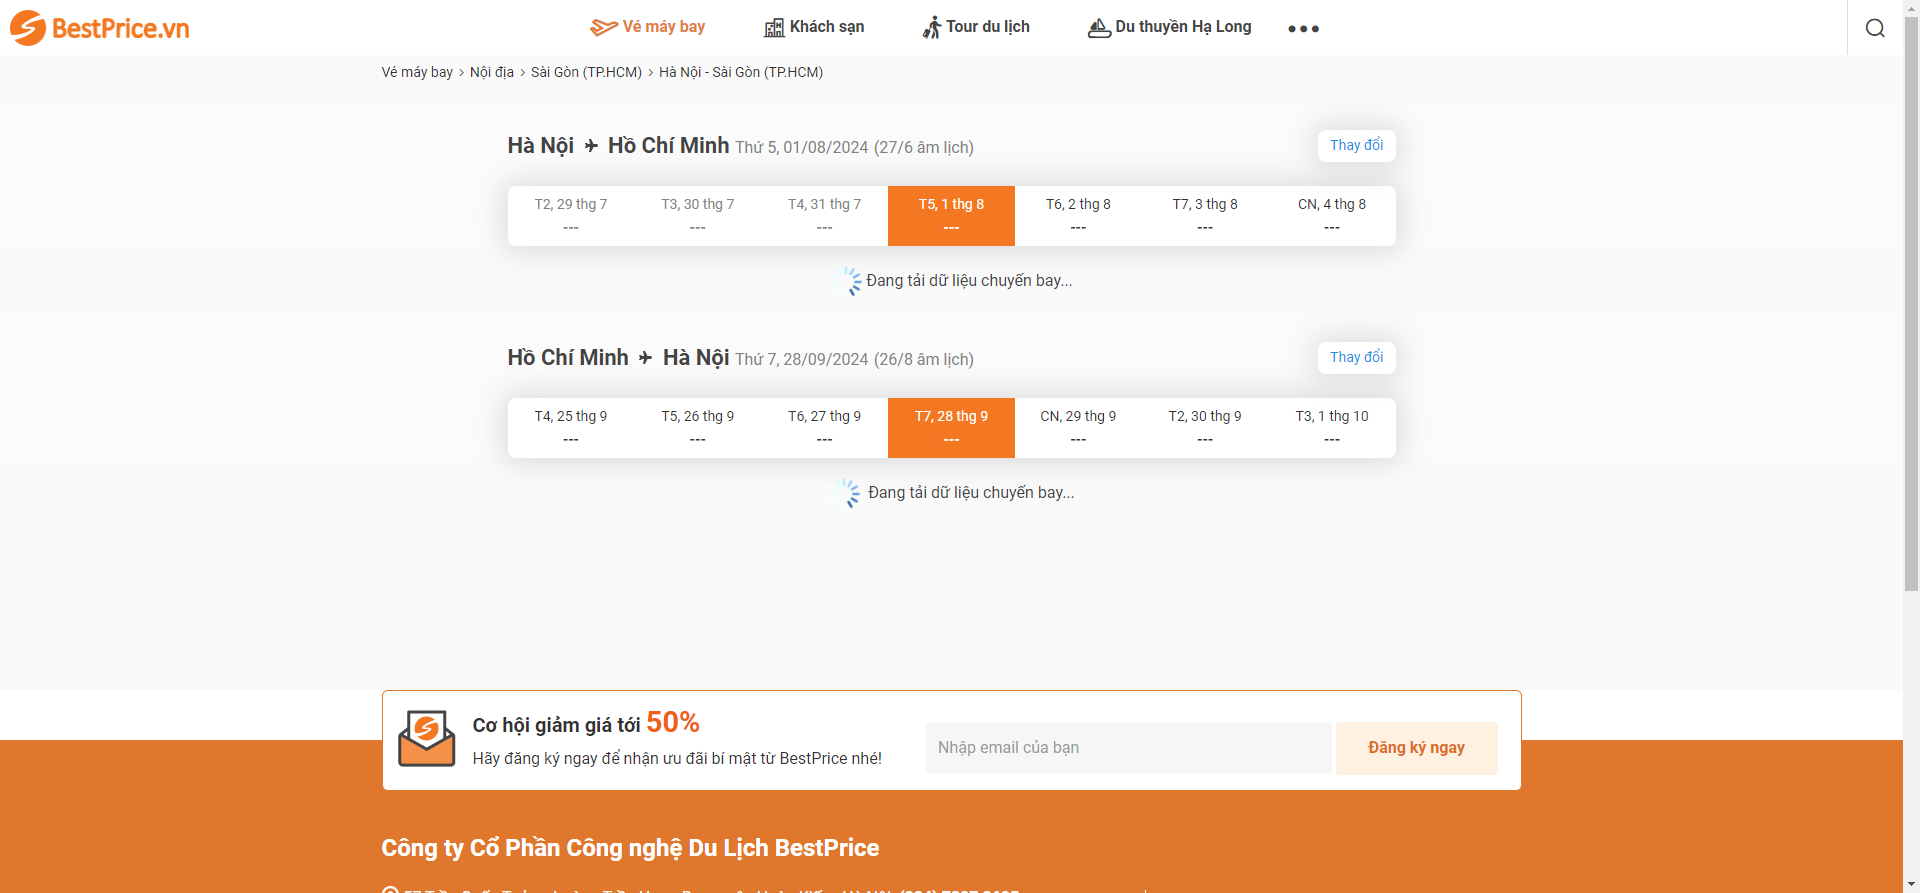 BestPrice.vn
Vé máy bay
Khách sạn
Tour du lịch
Du thuyền Hạ Long
Vé máy bay > Nội địa > Sài Gòn (TP.HCM) > Hà Nội - Sài Gòn (TP.HCM)
Hà Nội Hồ Chí Minh Thứ 5, 01/08/2024 (27/6 âm lịch)
Thay đổi
T2, 29 thg 7 T3, 30 thg 7 T4, 31 thg 7 T5, 1 thg 8 T6, 2 thg 8 T7, 3 thg 8 CN, 4 thg 8
--- --- --- --- --- --- ---
Đang tải dữ liệu chuyến bay...
Hồ Chí Minh Hà Nội Thứ 7, 28/09/2024 (26/8 âm lịch)
Thay đổi
T4, 25 thg 9 T5, 26 thg 9 T6, 27 thg 9 T7, 28 thg 9 CN, 29 thg 9 T2, 30 thg 9 T3, 1 thg 10
--- --- --- --- --- --- ---
Đang tải dữ liệu chuyến bay...
Cơ hội giảm giá tới 50%
Hãy đăng ký ngay để nhận ưu đãi bí mật từ BestPrice nhé!
Nhập email của bạn
Đăng ký ngay
Công ty Cổ Phần Công nghệ Du Lịch BestPrice